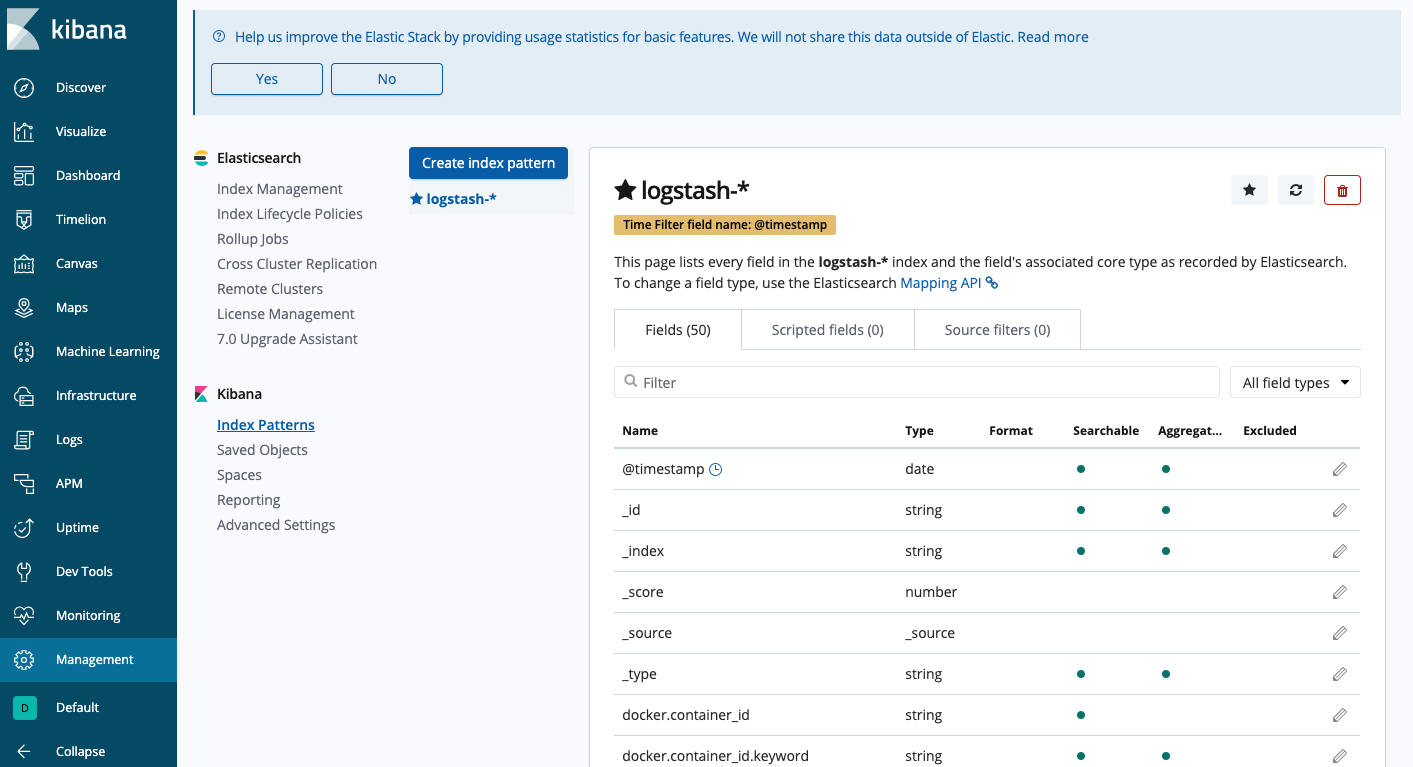 kibana
Discover
Visualize
Dashboard
Timelion
Canvas
Maps
Machine Learning
Infrastructure
Logs
APM
Uptime
Dev Tools
Monitoring
Management
D Default
Collapse
Help us improve the Elastic Stack by providing usage statistics for basic features. We will not share this data outside of Elastic. Read more
Yes No
Elasticsearch
Index Management
Index Lifecycle Policies
Rollup Jobs
Cross Cluster Replication
Remote Clusters
License Management
7.0 Upgrade Assistant
Kibana
Index Patterns
Saved Objects
Spaces
Reporting
Advanced Settings
Create index pattern
logstash-*
logstash-*
Time Filter field name: @timestamp
This page lists every field in the logstash-* index and the field's associated core type as recorded by Elasticsearch.
To change a field type, use the Elasticsearch Mapping API
Fields (50) Scripted fields (0) Source filters (0)
Filter All field types
Name Type Format Searchable Aggregat... Excluded
@timestamp date
_id string
_index string
_score number
_source _source
_type string
docker.container_id string
docker.container_id.keyword string